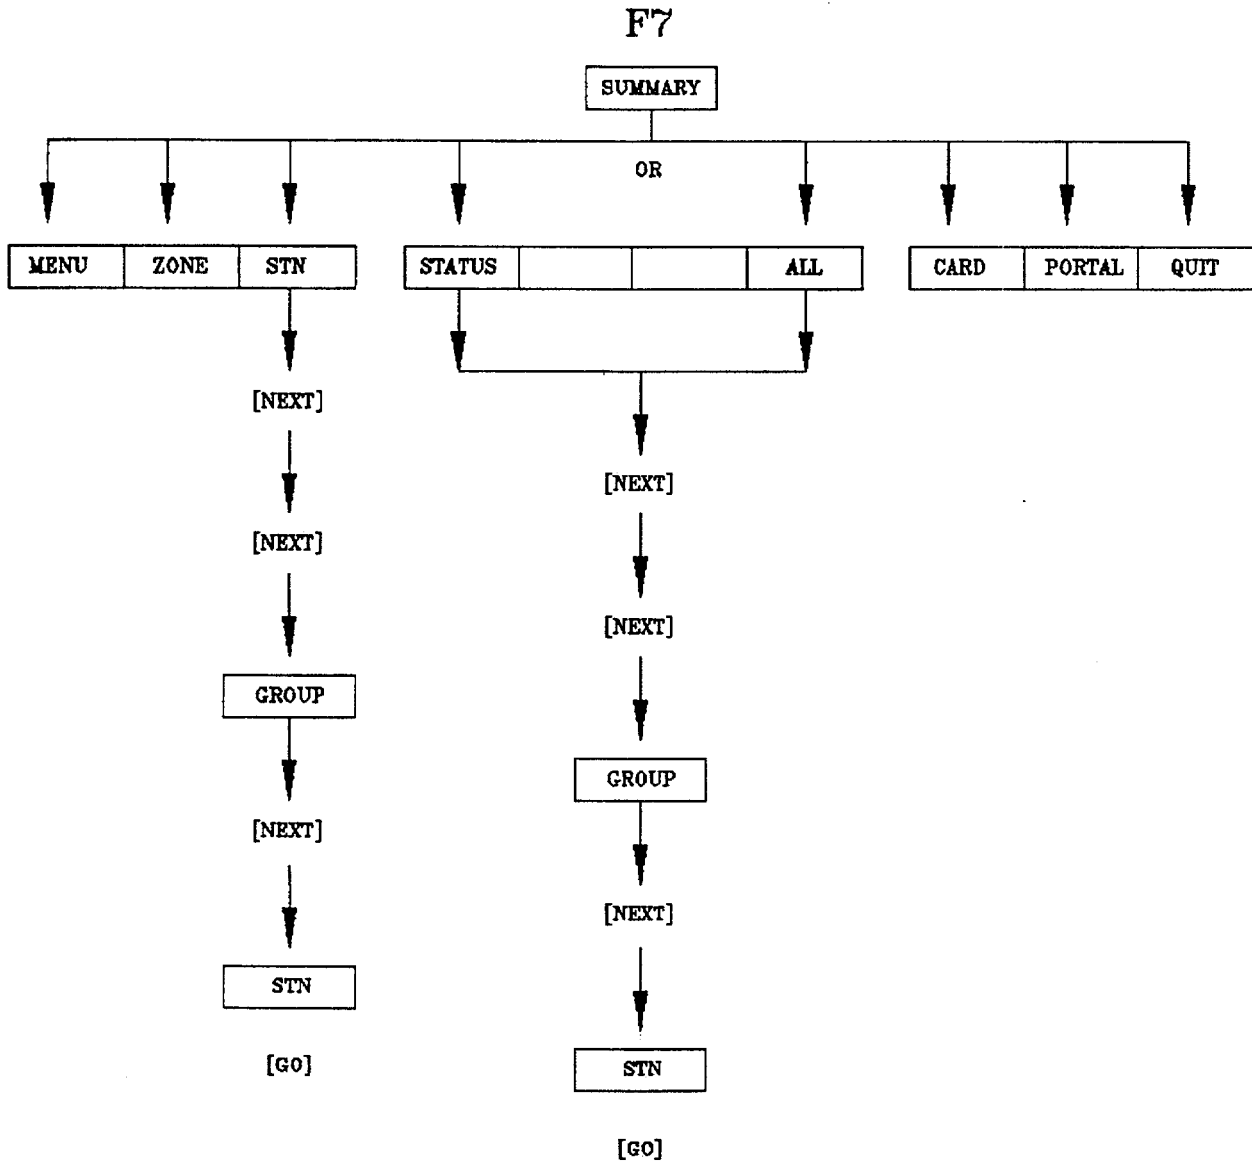 F7
SUMMARY
OR
MENU ZONE STN STATUS ALL CARD PORTAL QUIT
[NEXT]
[NEXT]
[NEXT]
[NEXT]
GROUP
GROUP
[NEXT]
[NEXT]
STN
[GO]
STN
[GO]